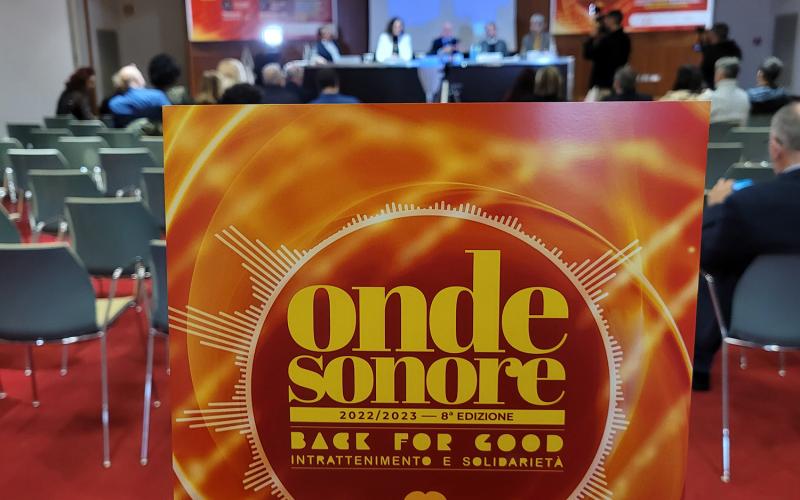 onde
sonore
2022/2023 — 8ª EDIZIONE
BACK FOR GOOD
INTRATTENIMENTO E SOLIDARIETÀ